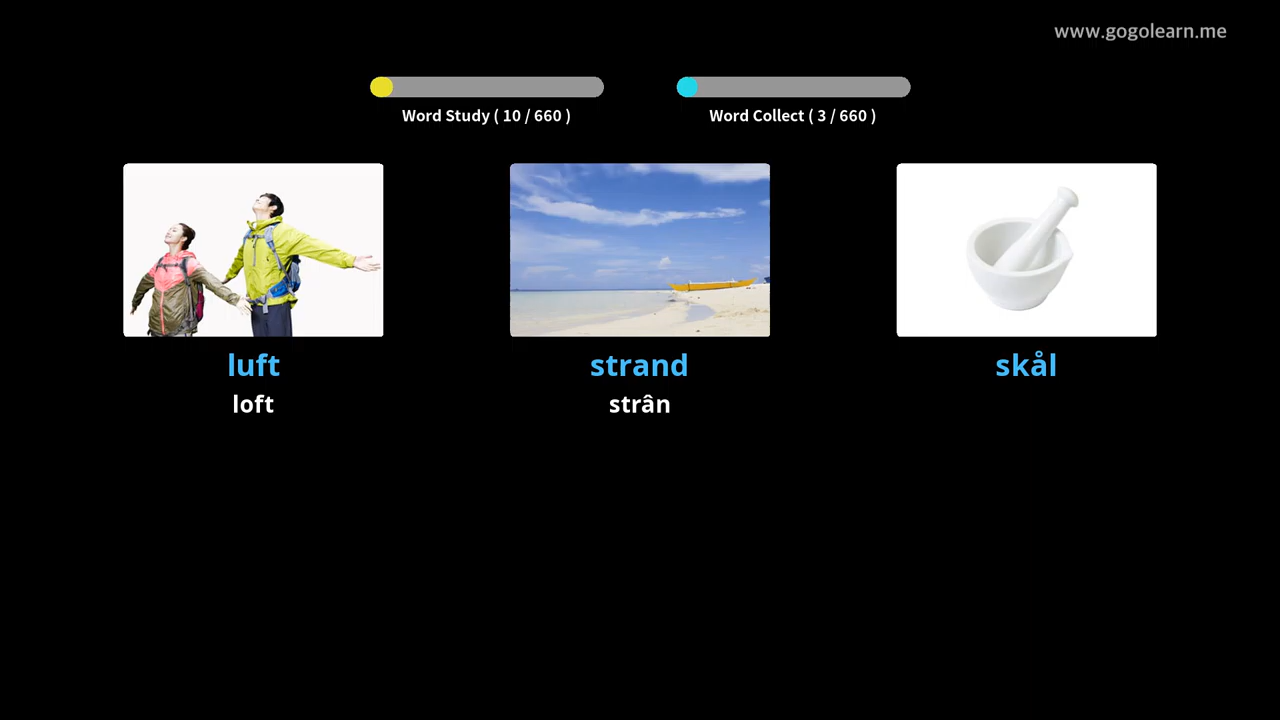 www.gogolearn.me
Word Study ( 10 / 660 )
Word Collect ( 3 / 660 )
luft
strand
skål
loft
strân